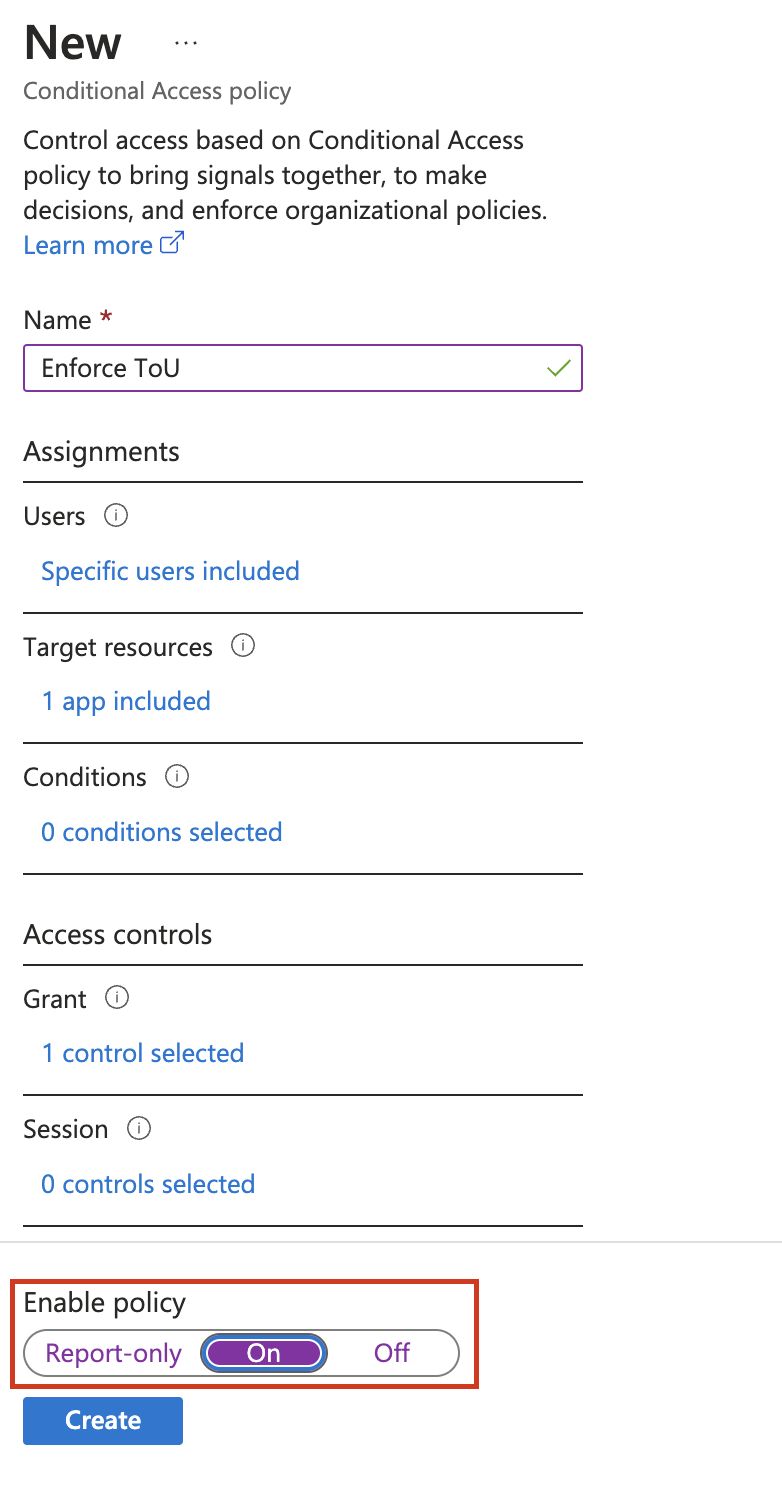 New ...
Conditional Access policy
Control access based on Conditional Access
policy to bring signals together, to make
decisions, and enforce organizational policies.
Learn more
Name *
Enforce ToU
Assignments
Users
Specific users included
Target resources
1 app included
Conditions
0 conditions selected
Access controls
Grant
1 control selected
Session
0 controls selected
Enable policy
Report-only On Off
Create